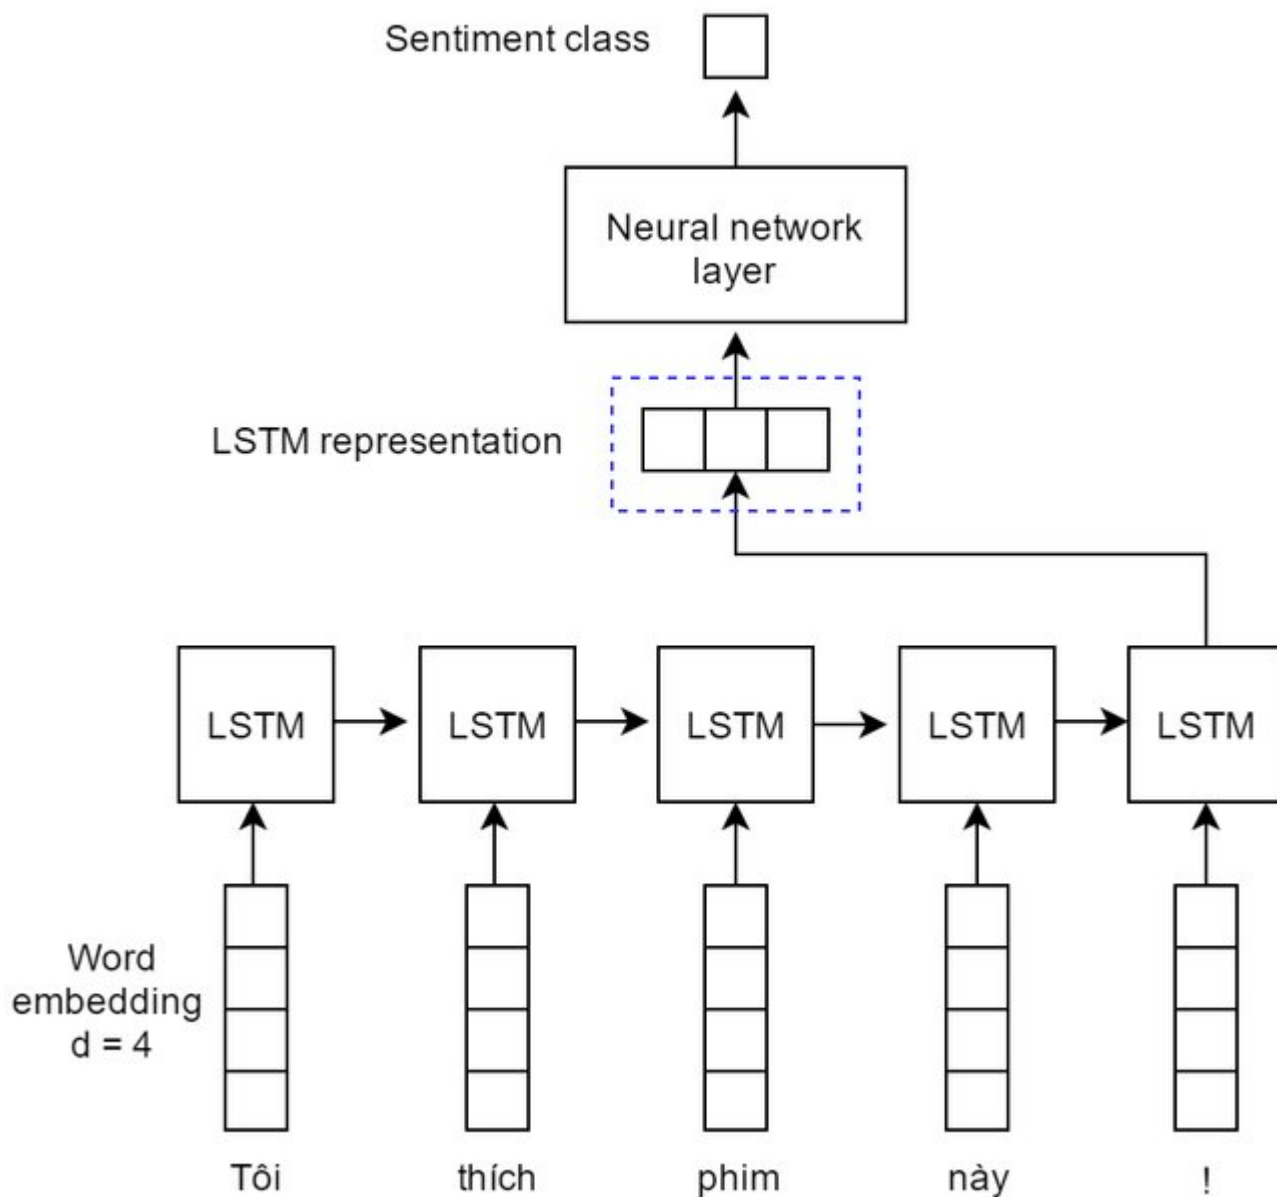 Sentiment class
Neural network
layer
LSTM representation
LSTM
LSTM
LSTM
LSTM
LSTM
Word
embedding
d = 4
Tôi
thích
phim
này
!